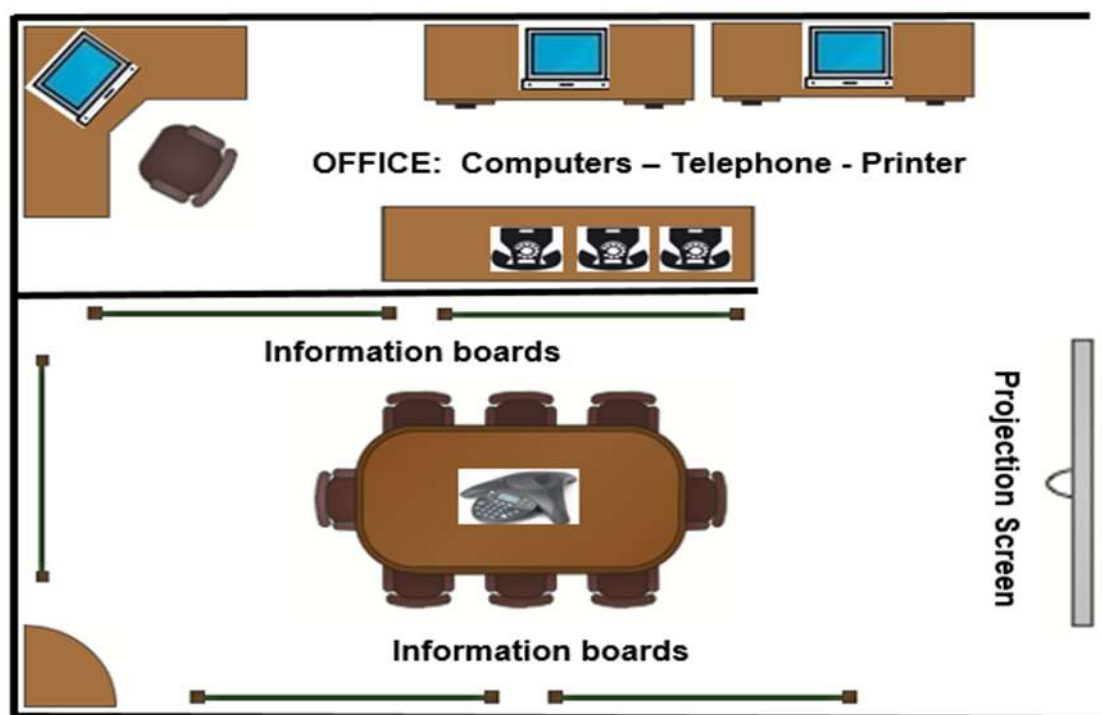 OFFICE: Computers – Telephone - Printer
Information boards
Projection Screen
Information boards